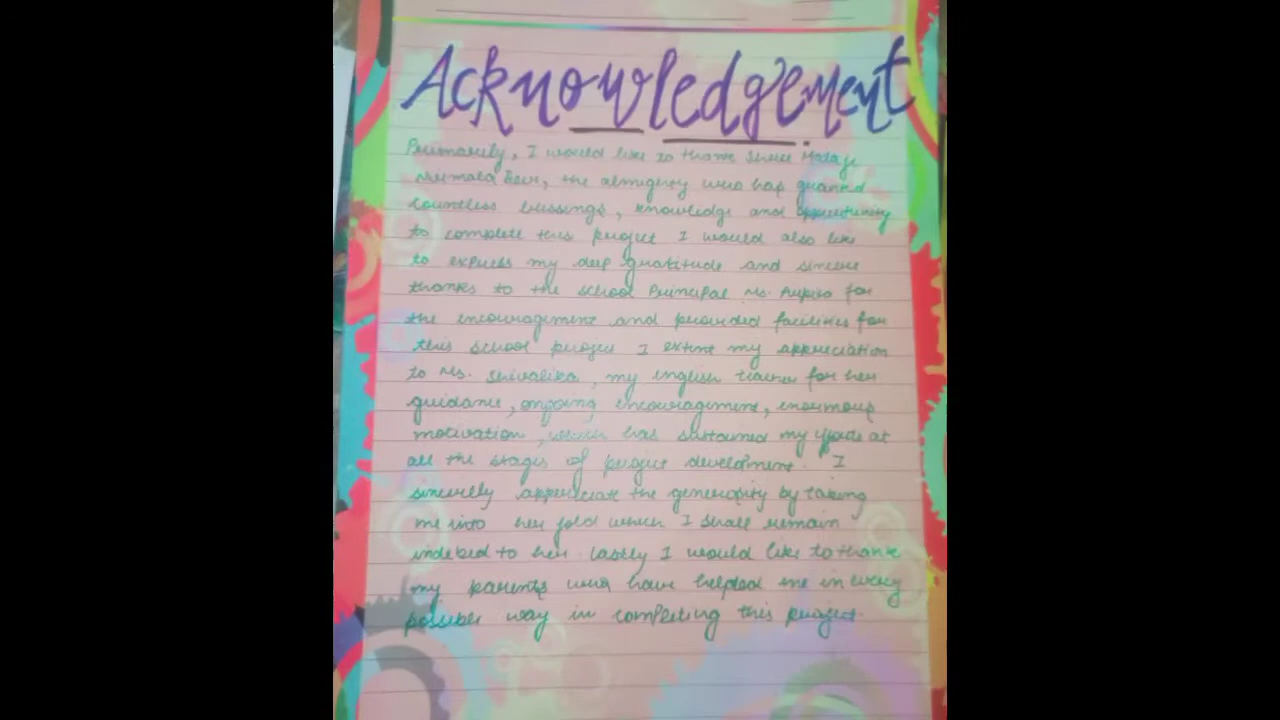 Acknowledgement
Primarily, I would like to thank Shree Mataji
Nirmala Devi, the almighty who has granted
countless blessings, knowledge and opportunity
to complete this project I would also like
to express my deep gratitude and sincere
thanks to the school Principal Ms. for
the encouragement and provided facilities for
this school project I extent my appreciation
to Ms. Shivalika, my english teacher for her
guidance, ongoing encouragement, enormous
motivation, which has sustained my at
all the stages of project development. I
sincerely appreciate the generosity by taking
me into her fold which I shall remain
indebed to her lastly I would like to thank
my parents who have helped me in every
possible way in completing this project.